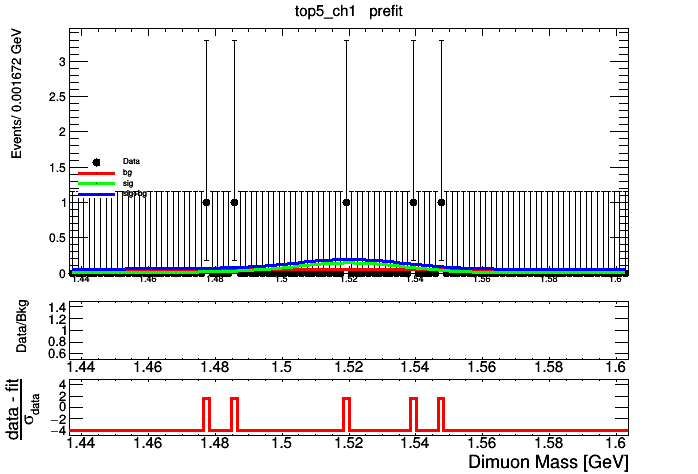 top5_ch1 prefit
Events/ 0.001672 GeV
3
2.5
2
1.5
1
0.5
0
Data
bg
sig
sig+bg
1.44 1.46 1.48 1.5 1.52 1.54 1.56 1.58 1.6
Data/Bkg
1.4
1.2
1
0.8
0.6
1.44 1.46 1.48 1.5 1.52 1.54 1.56 1.58 1.6
data - fit
σdata
4
2
0
−2
−4
1.44 1.46 1.48 1.5 1.52 1.54 1.56 1.58 1.6
Dimuon Mass [GeV]